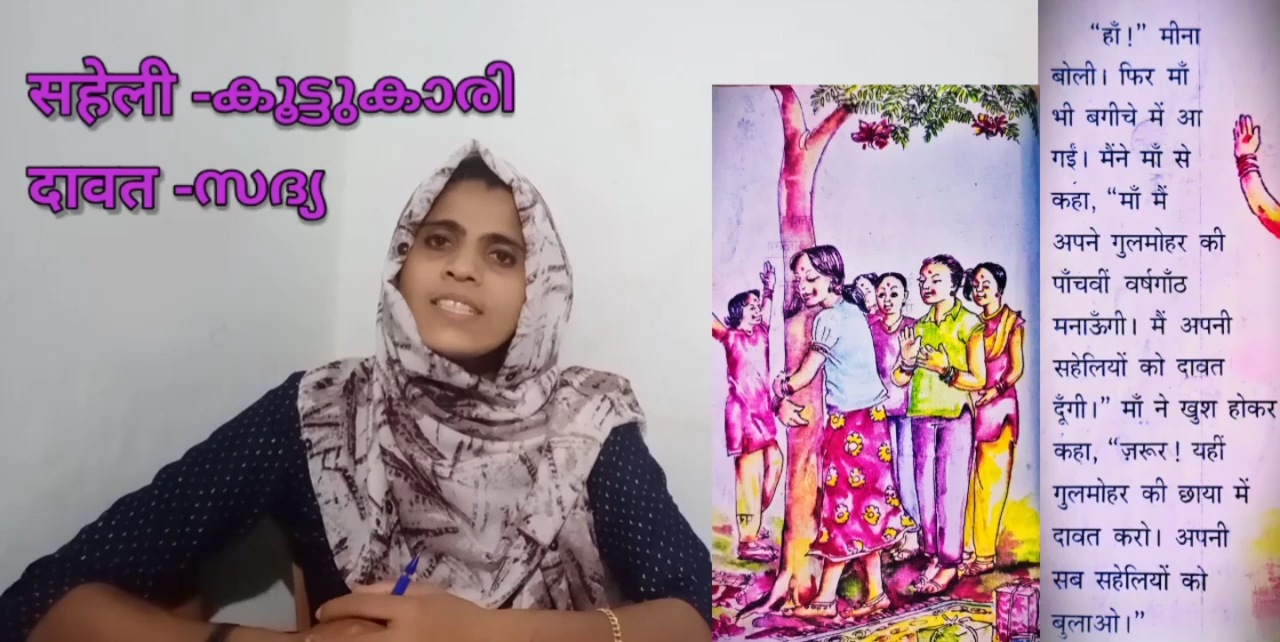 सहेली -കൂട്ടുകാരി
दावत -സദ്യ
“हाँ !” मीना
बोली। फिर माँ
भी बगीचे में आ
गईं। मैंने माँ से
कहा, “माँ मैं
अपने गुलमोहर की
पाँचवीं वर्षगाँठ
मनाऊँगी। मैं अपनी
सहेलियों को दावत
दूँगी।” माँ ने खुश होकर
कहा, “ज़रूर ! यहीं
गुलमोहर की छाया में
दावत करो। अपनी
सब सहेलियों को
बुलाओ।”